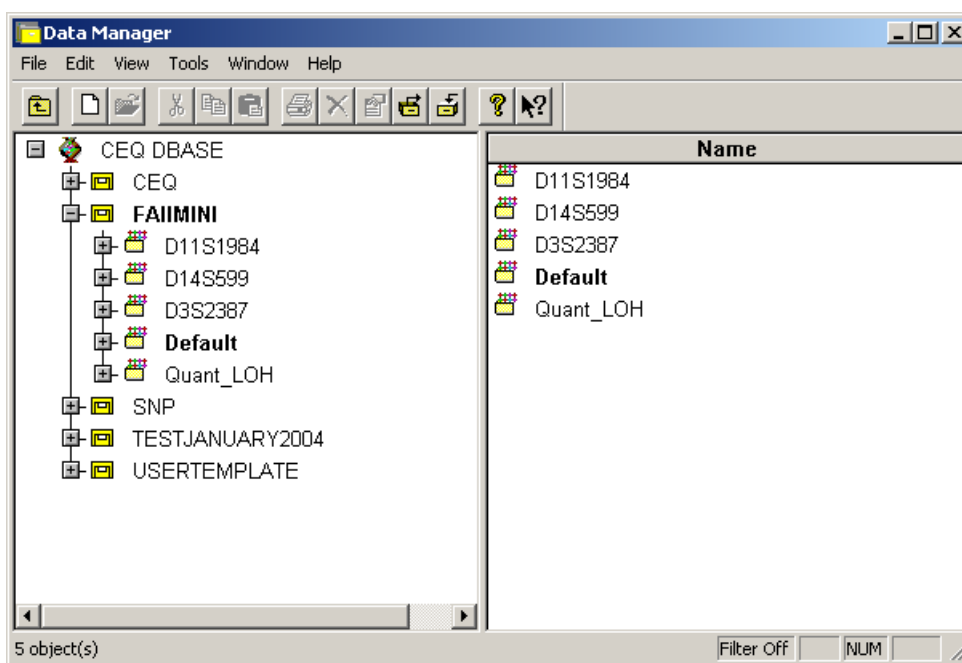 Data Manager
File Edit View Tools Window Help
CEQ DBASE
CEQ
FAIIMINI
D11S1984
D14S599
D3S2387
Default
Quant_LOH
SNP
TESTJANUARY2004
USERTEMPLATE
Name
D11S1984
D14S599
D3S2387
Default
Quant_LOH
5 object(s)
Filter Off NUM